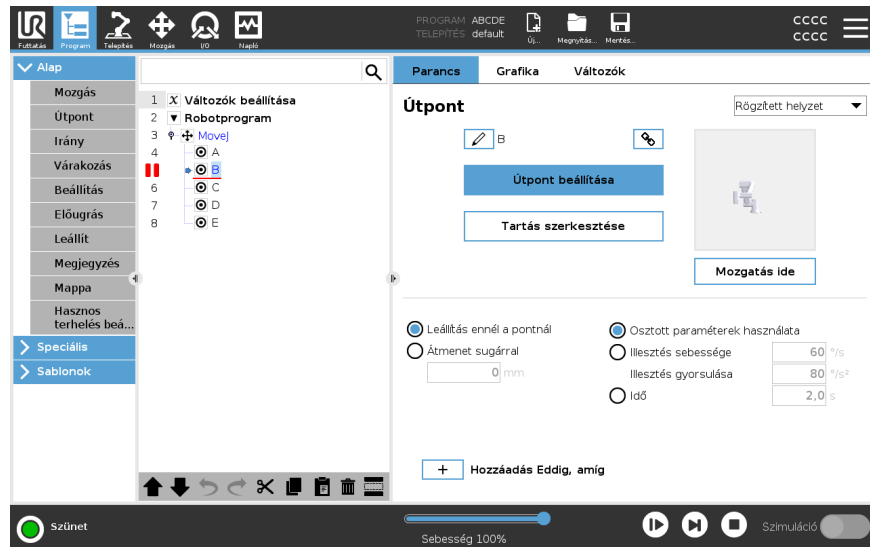 UR
Futtatás
Program
Telepítés
Mozgás
I/O
Napló
PROGRAM ABCDE
TELEPÍTÉS default
Új...
Megnyitás...
Mentés...
CCCC
CCCC
Alap
Mozgás
Útpont
Irány
Várakozás
Beállítás
Előugrás
Leállít
Megjegyzés
Mappa
Hasznos
terhelés beá...
Speciális
Sablonok
1 X Változók beállítása
2 Robotprogram
3 MoveJ
4 A
B
6 C
7 D
8 E
Parancs
Grafika
Változók
Útpont
Rögzített helyzet
B
Útpont beállítása
Tartás szerkesztése
Mozgatás ide
Leállítás ennél a pontnál
Átmenet sugárral
0 mm
Osztott paraméterek használata
Illesztés sebessége 60 °/s
Illesztés gyorsulása 80 °/s²
Idő 2,0 s
+ Hozzáadás Eddig, amíg
Szünet
Sebesség 100%
Szimuláció